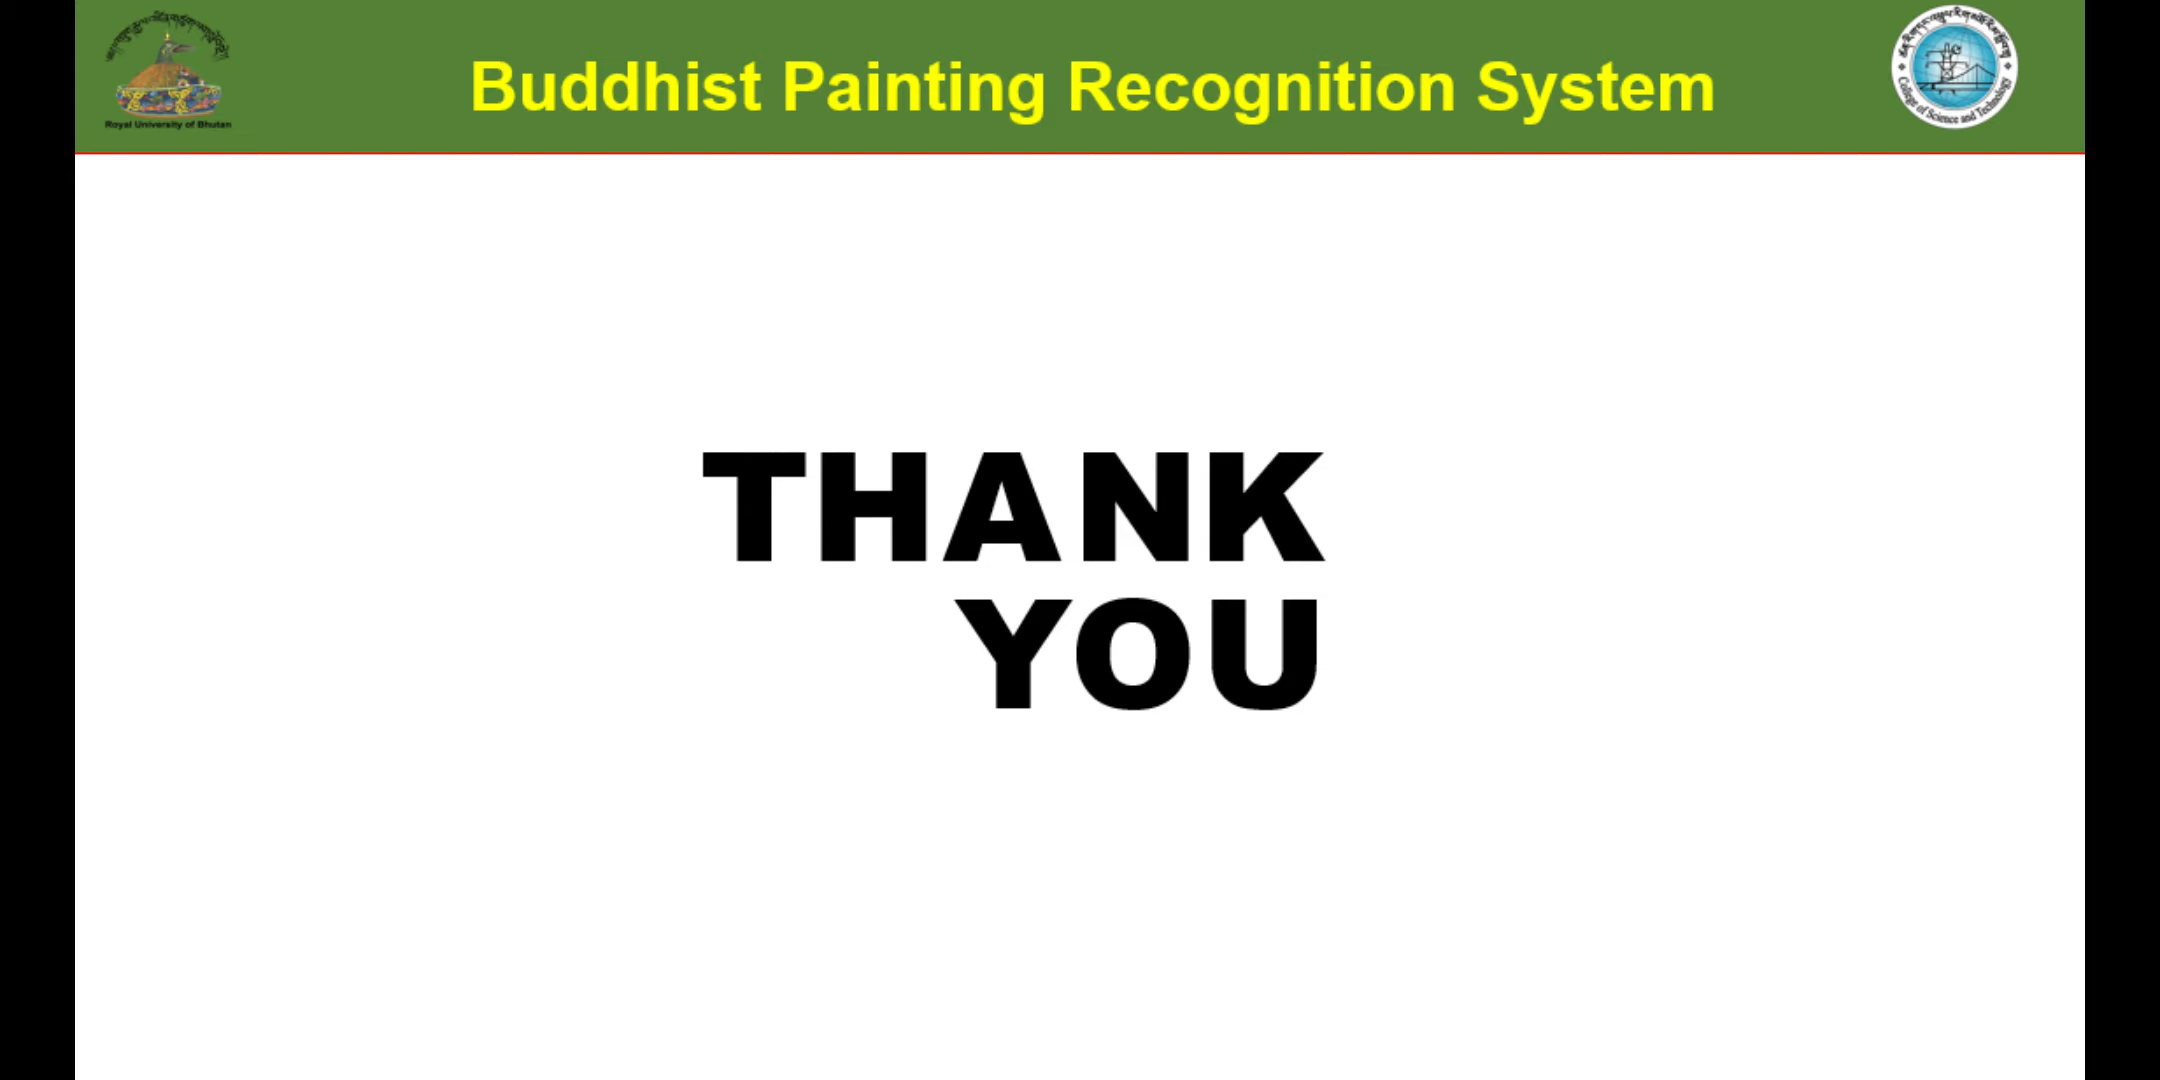 Royal University of Bhutan
Buddhist Painting Recognition System
College of Science and Technology
THANK
YOU